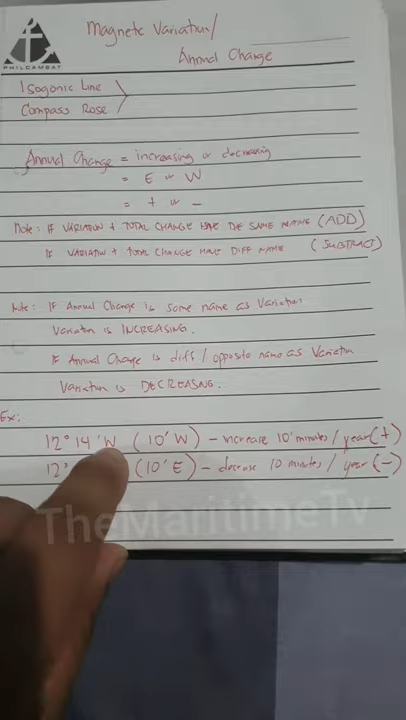 Magnetic Variation/
Annual Change
PHILCAMSAT
Isogonic Line
Compass Rose
Annual Change = increasing or decreasing
= E or W
= + or -
Note: IF VARIATION + TOTAL CHANGE HAVE THE SAME NAME (ADD)
IF VARIATION + TOTAL CHANGE HAVE DIFF NAME (SUBTRACT)
Note: IF Annual Change is same name as Variation
Variation is INCREASING.
IF Annual Change is diff/opposite name as Variation
Variation is DECREASING.
Ex:
12° 14' W (10' W) - increase 10' minutes/year (+)
12° (10' E) - decrease 10 minutes/year (-)
TheMaritimeTv